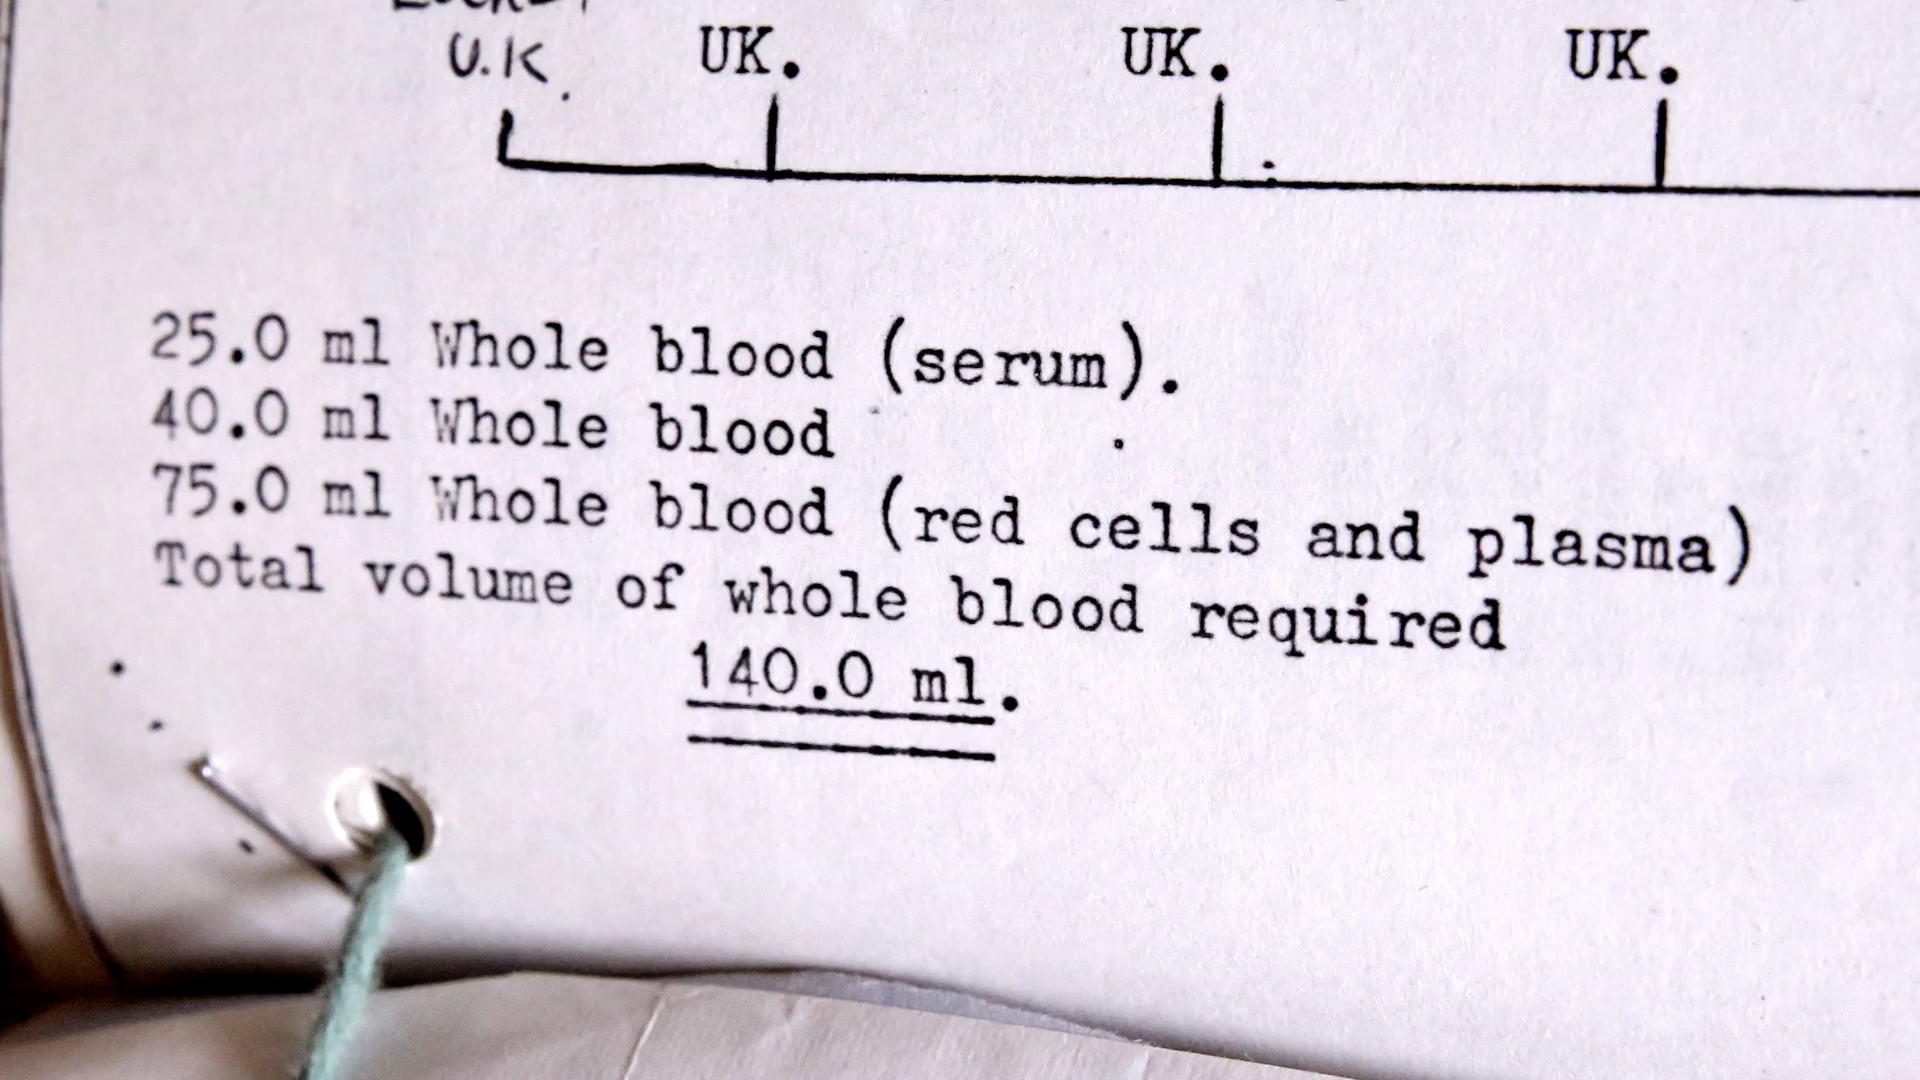 U.K. UK. UK. UK.
25.0 ml Whole blood (serum).
40.0 ml Whole blood
75.0 ml Whole blood (red cells and plasma)
Total volume of whole blood required
140.0 ml.